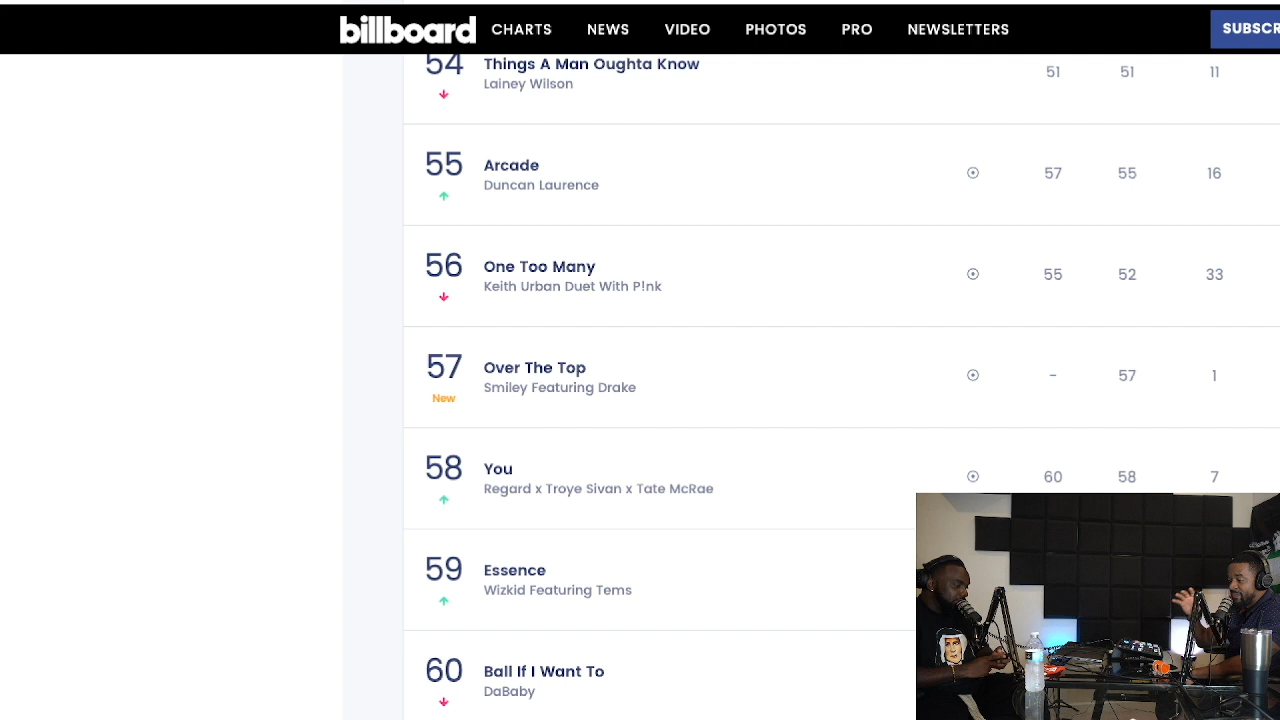 billboard CHARTS NEWS VIDEO PHOTOS PRO NEWSLETTERS SUBSCR
54 Things A Man Oughta Know 51 51 11
Lainey Wilson
55 Arcade 57 55 16
Duncan Laurence
56 One Too Many 55 52 33
Keith Urban Duet With P!nk
57 Over The Top - 57 1
New Smiley Featuring Drake
58 You 60 58 7
Regard x Troye Sivan x Tate McRae
59 Essence
Wizkid Featuring Tems
60 Ball If I Want To
DaBaby